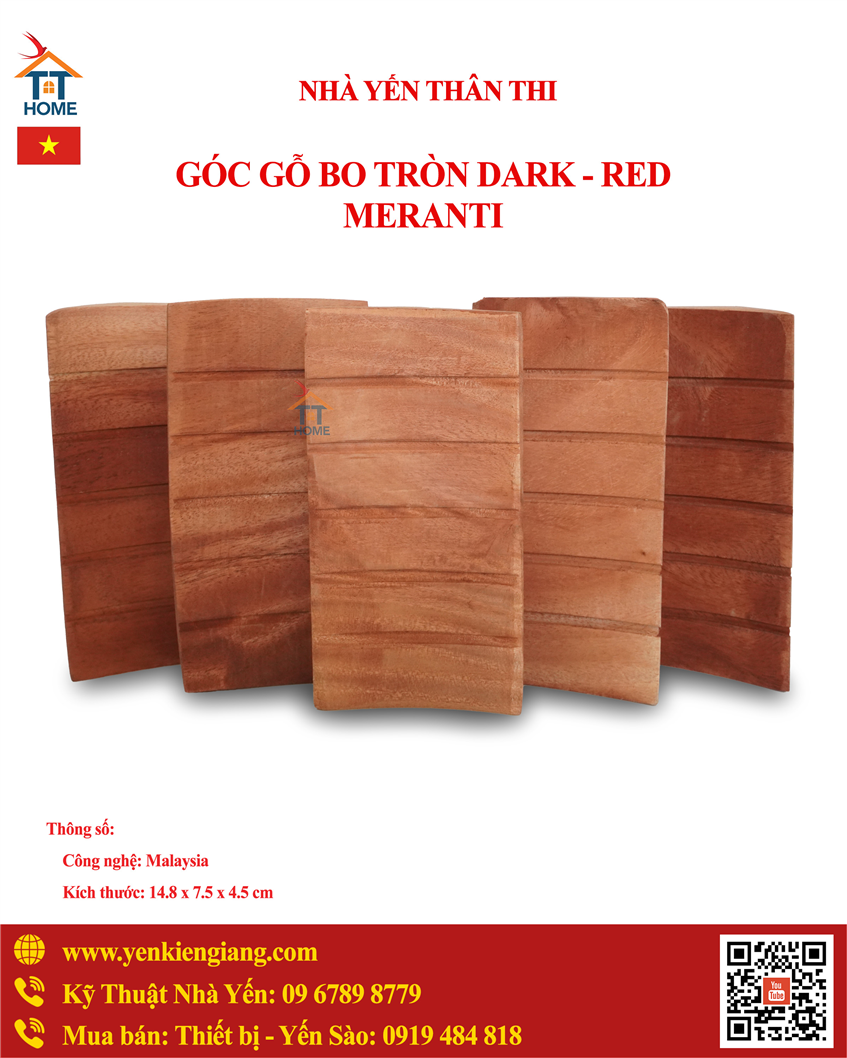 TT
HOME
NHÀ YẾN THÂN THI
GÓC GỖ BO TRÒN DARK - RED
MERANTI
TT
HOME
Thông số:
Công nghệ: Malaysia
Kích thước: 14.8 x 7.5 x 4.5 cm
www.yenkiengiang.com
Kỹ Thuật Nhà Yến: 09 6789 8779
Mua bán: Thiết bị - Yến Sào: 0919 484 818
You
Tube